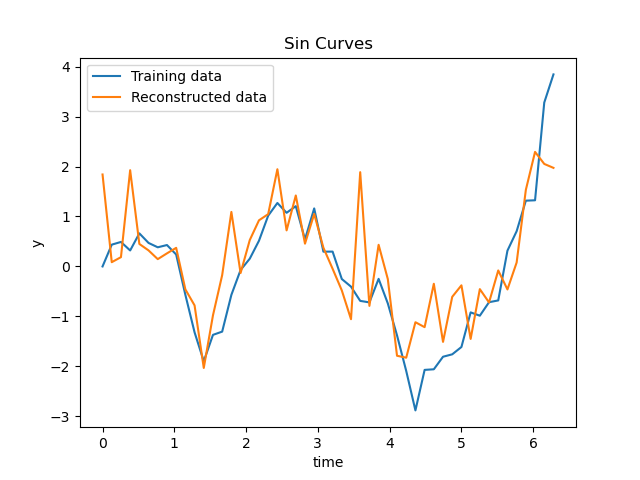 Sin Curves
Training data
Reconstructed data
y
4
3
2
1
0
−1
−2
−3
0 1 2 3 4 5 6
time